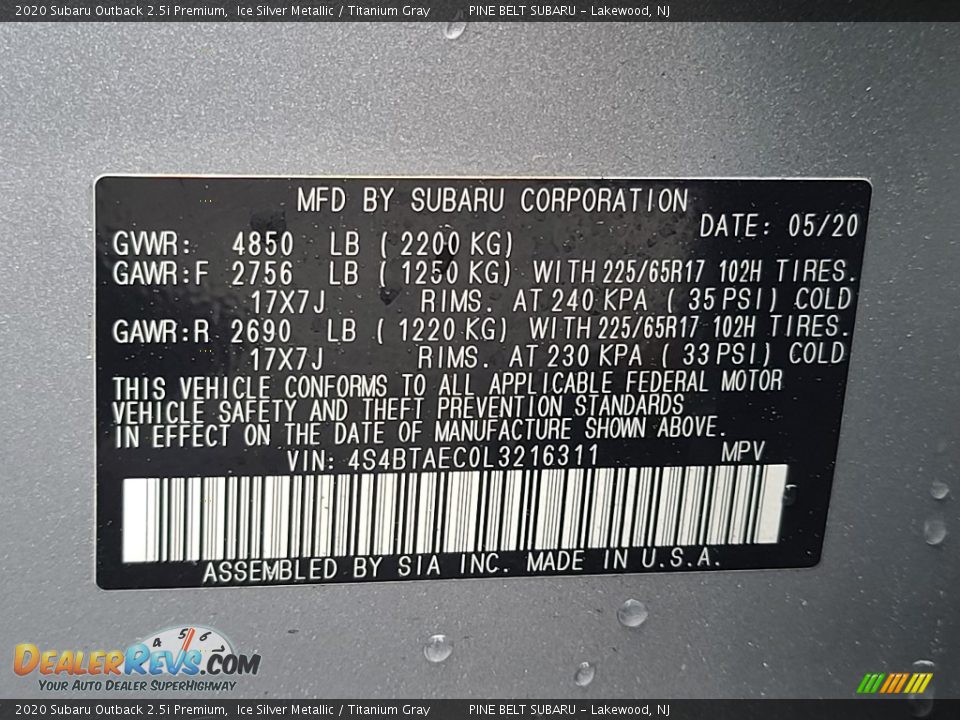 2020 Subaru Outback 2.5i Premium, Ice Silver Metallic / Titanium Gray PINE BELT SUBARU - Lakewood, NJ
MFD BY SUBARU CORPORATION
DATE: 05/20
GVWR: 4850 LB ( 2200 KG)
GAWR:F 2756 LB ( 1250 KG) WITH 225/65R17 102H TIRES.
17X7J RIMS. AT 240 KPA ( 35 PSI) COLD
GAWR:R 2690 LB ( 1220 KG) WITH 225/65R17 102H TIRES.
17X7J RIMS. AT 230 KPA ( 33 PSI) COLD
THIS VEHICLE CONFORMS TO ALL APPLICABLE FEDERAL MOTOR
VEHICLE SAFETY AND THEFT PREVENTION STANDARDS
IN EFFECT ON THE DATE OF MANUFACTURE SHOWN ABOVE.
VIN: 4S4BTAEC0L3216311 MPV
ASSEMBLED BY SIA INC. MADE IN U.S.A.
4 5 6
DEALERREVS.COM
YOUR AUTO DEALER SUPERHIGHWAY
2020 Subaru Outback 2.5i Premium, Ice Silver Metallic / Titanium Gray PINE BELT SUBARU - Lakewood, NJ